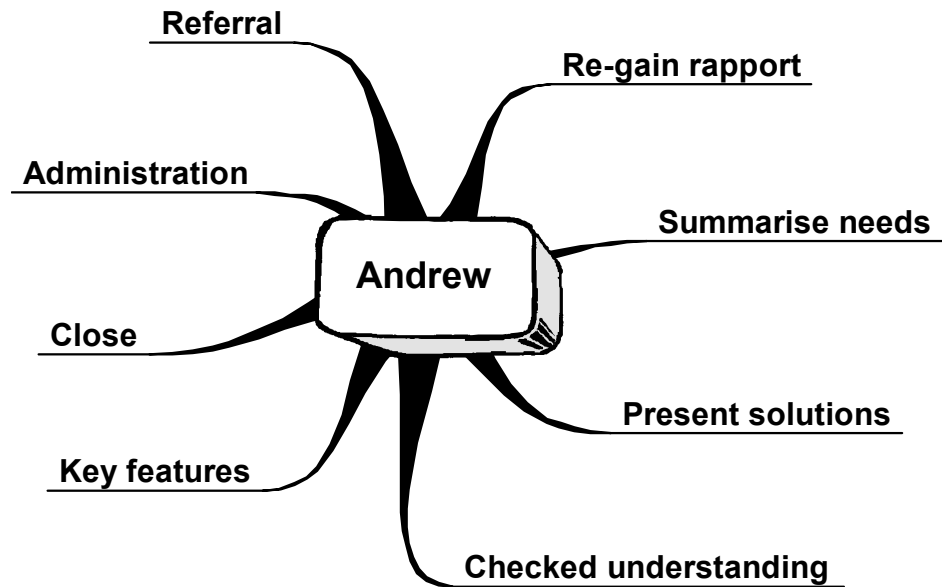 Referral
Re-gain rapport
Administration
Summarise needs
Andrew
Close
Present solutions
Key features
Checked understanding